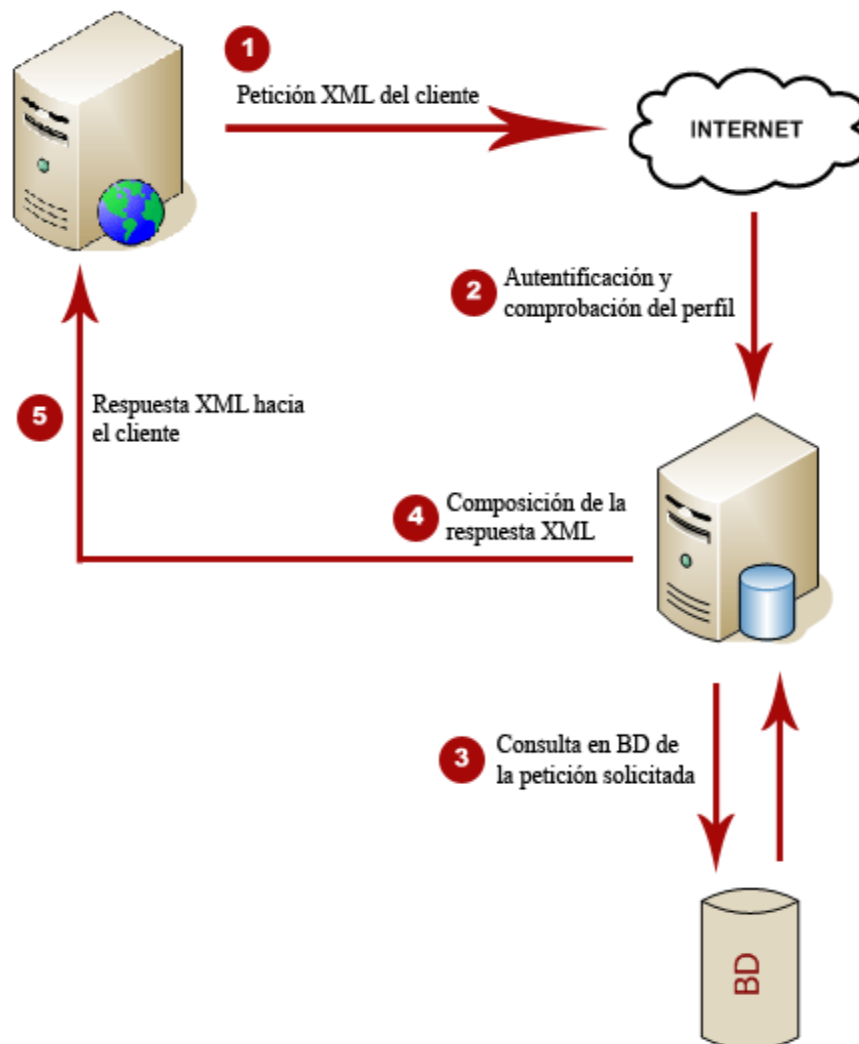 1
Petición XML del cliente
INTERNET
2
Autentificación y
comprobación del perfil
5
Respuesta XML hacia
el cliente
4
Composición de la
respuesta XML
3
Consulta en BD de
la petición solicitada
BD